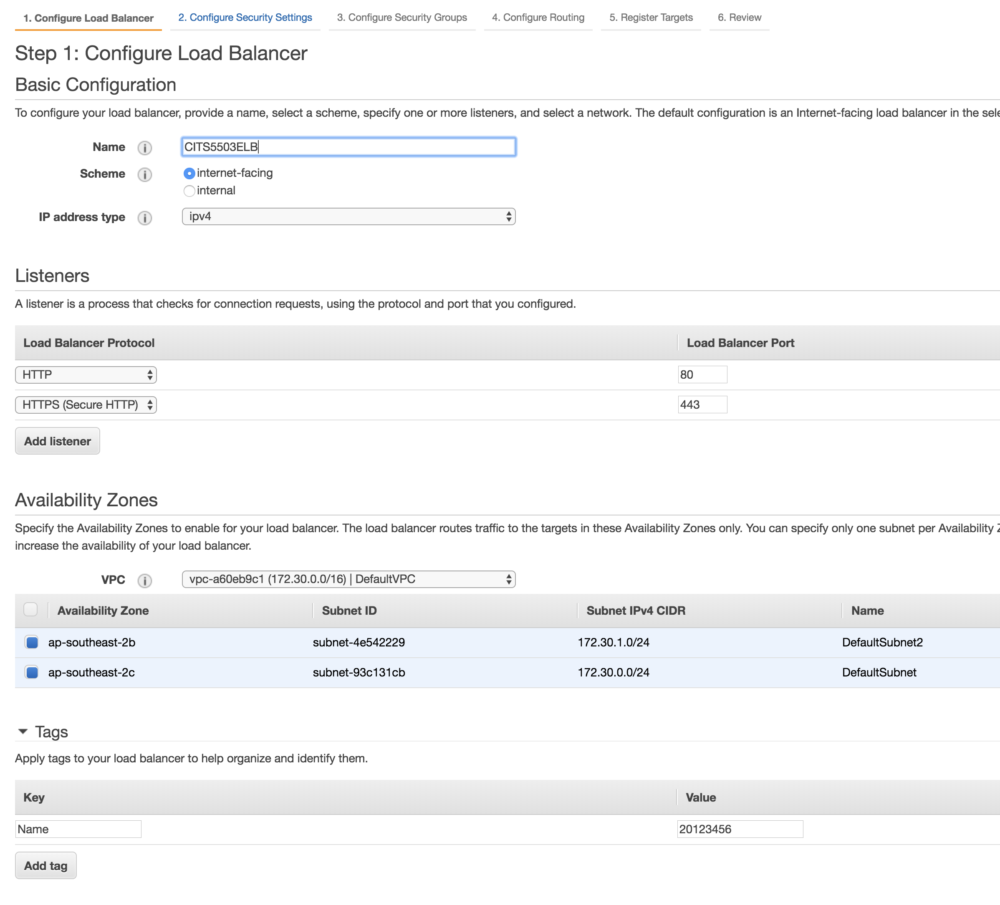 1. Configure Load Balancer 2. Configure Security Settings 3. Configure Security Groups 4. Configure Routing 5. Register Targets 6. Review
Step 1: Configure Load Balancer
Basic Configuration
To configure your load balancer, provide a name, select a scheme, specify one or more listeners, and select a network. The default configuration is an Internet-facing load balancer in the sele
Name i CITS5503ELB
Scheme i internet-facing
internal
IP address type i ipv4
Listeners
A listener is a process that checks for connection requests, using the protocol and port that you configured.
Load Balancer Protocol Load Balancer Port
HTTP 80
HTTPS (Secure HTTP) 443
Add listener
Availability Zones
Specify the Availability Zones to enable for your load balancer. The load balancer routes traffic to the targets in these Availability Zones only. You can specify only one subnet per Availability Z
increase the availability of your load balancer.
VPC i vpc-a60eb9c1 (172.30.0.0/16) | DefaultVPC
Availability Zone Subnet ID Subnet IPv4 CIDR Name
ap-southeast-2b subnet-4e542229 172.30.1.0/24 DefaultSubnet2
ap-southeast-2c subnet-93c131cb 172.30.0.0/24 DefaultSubnet
Tags
Apply tags to your load balancer to help organize and identify them.
Key Value
Name 20123456
Add tag